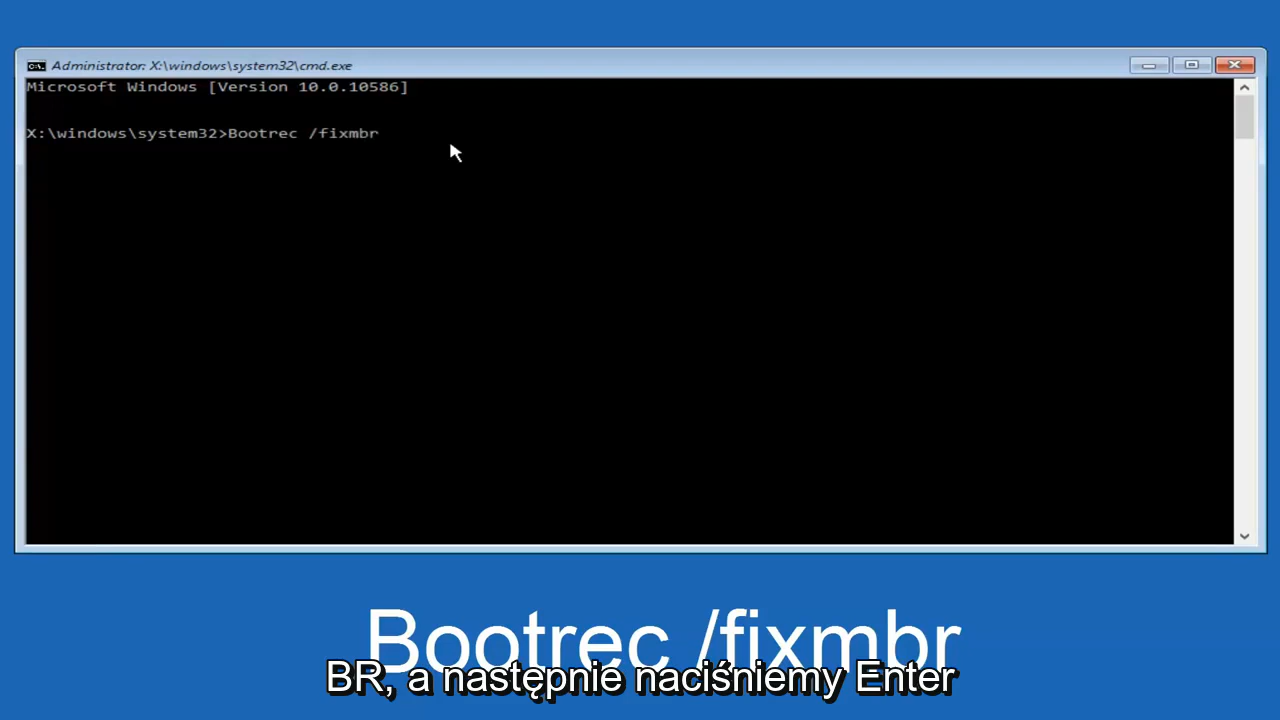 Administrator: X:\windows\system32\cmd.exe
Microsoft Windows [Version 10.0.10586]
X:\windows\system32>Bootrec /fixmbr
Bootrec /fixmbr
BR, a następnie naciśniemy Enter